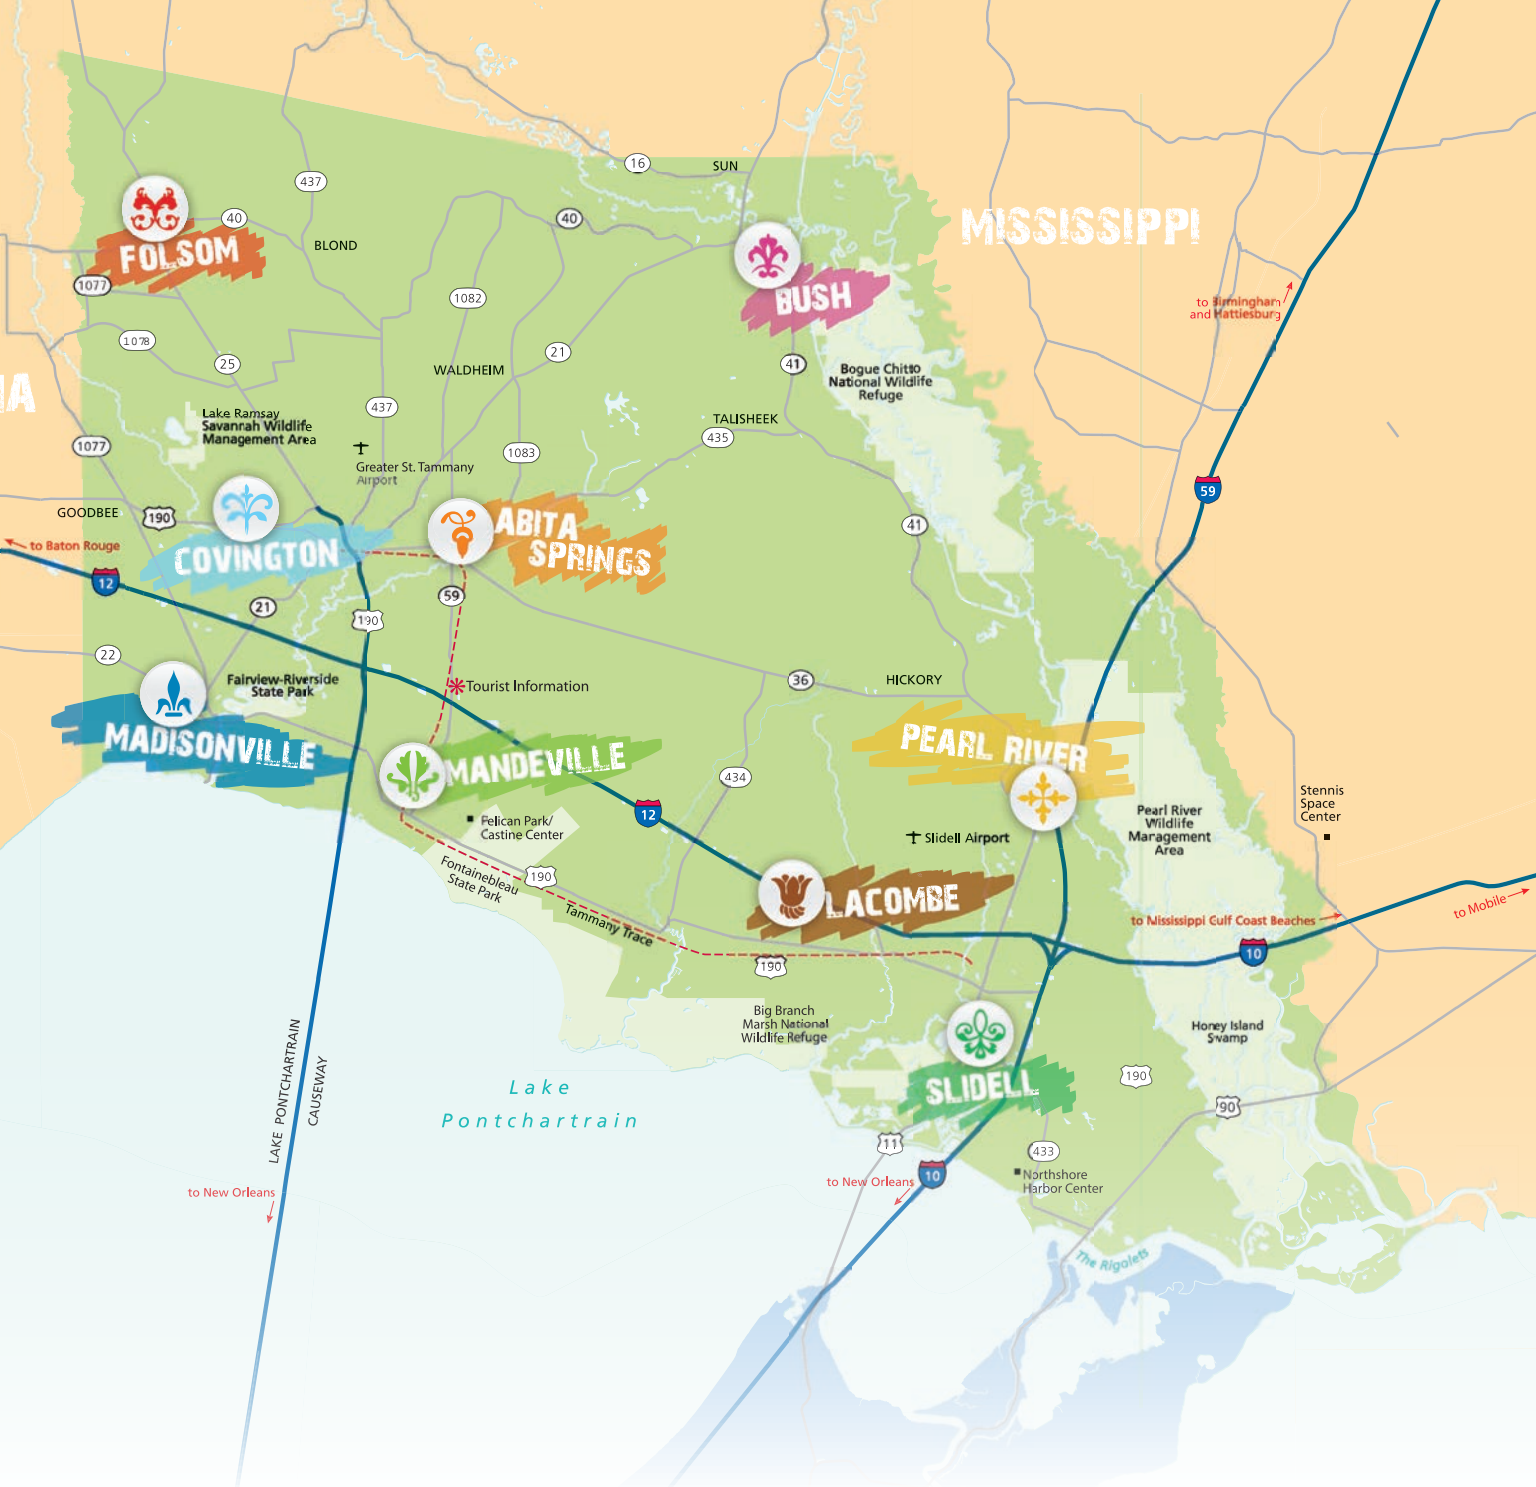 16
SUN
437
40
40
MISSISSIPPI
FOLSOM
BLOND
1077
BUSH
1082
to Birmingham
and Hattiesburg
1078
25
21
41
WALDHEIM
Bogue Chitto
National Wildlife
Refuge
IA
437
Lake Ramsay
Savannah Wildlife
Management Area
TALISHEEK
435
1077
1083
Greater St. Tammany
Airport
59
GOODBEE
190
ABITA
SPRINGS
41
to Baton Rouge
COVINGTON
12
59
21
190
22
Fairview-Riverside
State Park
Tourist Information
36
HICKORY
MADISONVILLE
MANDEVILLE
PEARL RIVER
434
Stennis
Space
Center
12
Pelican Park/
Castine Center
Slidell Airport
Pearl River
Wildlife
Management
Area
Fontainebleau
State Park
190
LACOMBE
to Mississippi Gulf Coast Beaches
to Mobile
Tammany Trace
190
10
Big Branch
Marsh National
Wildlife Refuge
Honey Island
Swamp
LAKE PONTCHARTRAIN
CAUSEWAY
Lake
Pontchartrain
SLIDELL
190
90
11
433
to New Orleans
to New Orleans
10
Northshore
Harbor Center
The Rigolets